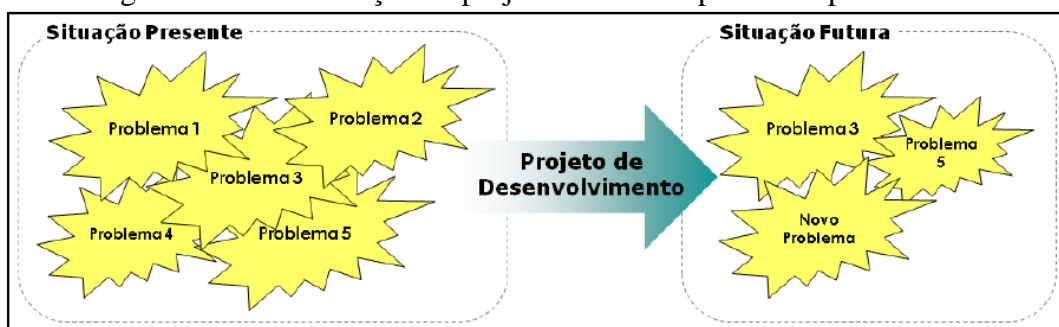 Situação Presente
Situação Futura
Problema 1
Problema 2
Problema 3
Problema 4
Problema 5
Projeto de
Desenvolvimento
Problema 3
Problema
5
Novo
Problema